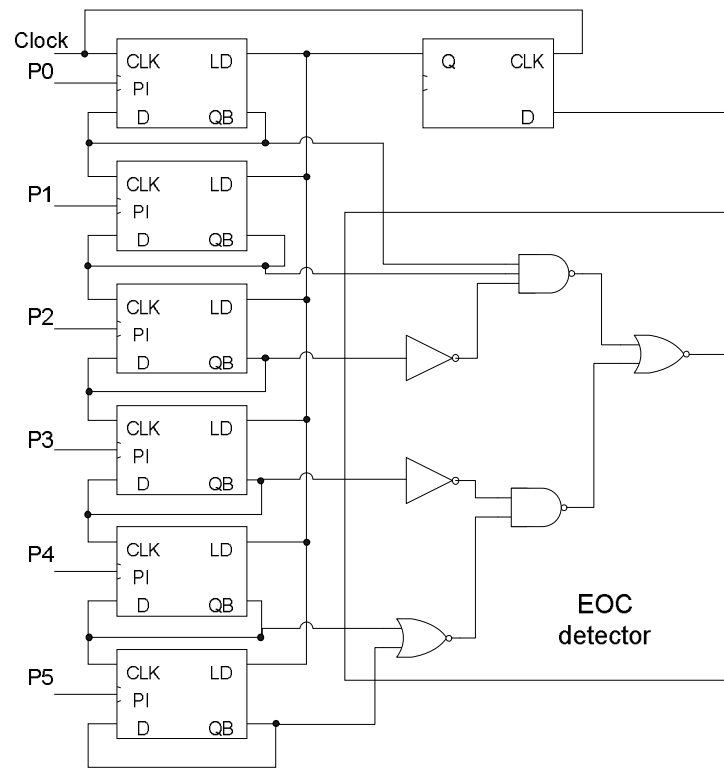 Clock
P0
CLK LD
PI
D QB
Q CLK
D
P1
CLK LD
PI
D QB
P2
CLK LD
PI
D QB
P3
CLK LD
PI
D QB
P4
CLK LD
PI
D QB
P5
CLK LD
PI
D QB
EOC
detector